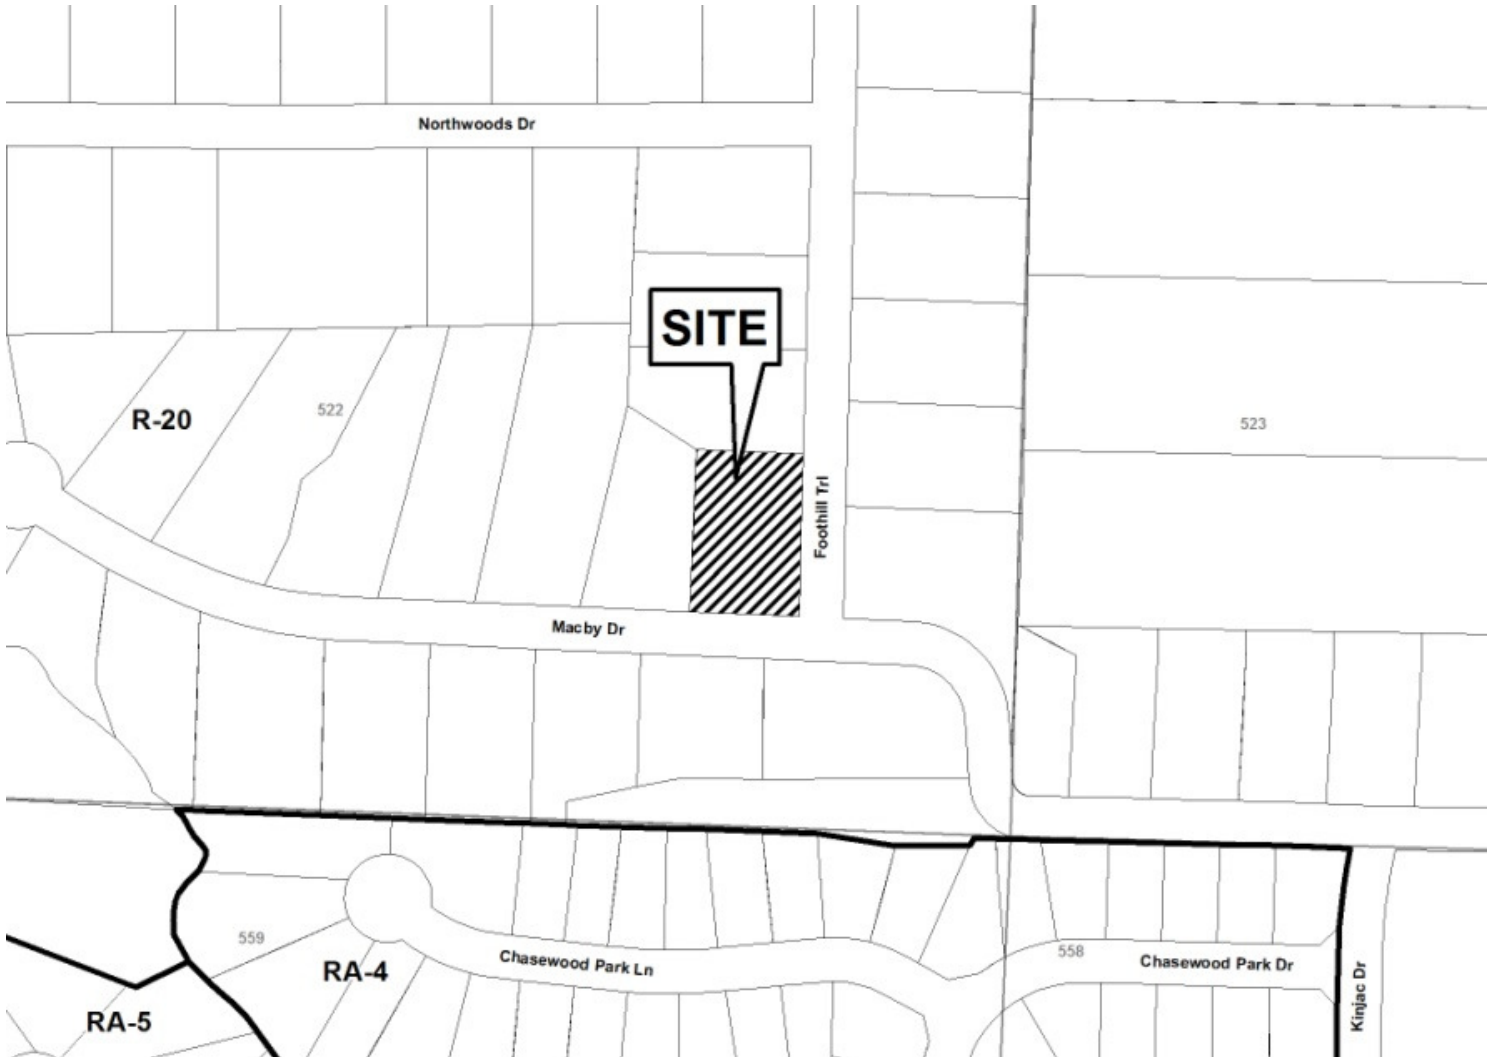 Northwoods Dr
SITE
R-20
522
523
Foothill Trl
Macby Dr
559
RA-4
Chasewood Park Ln
558
Chasewood Park Dr
Kinjac Dr
RA-5